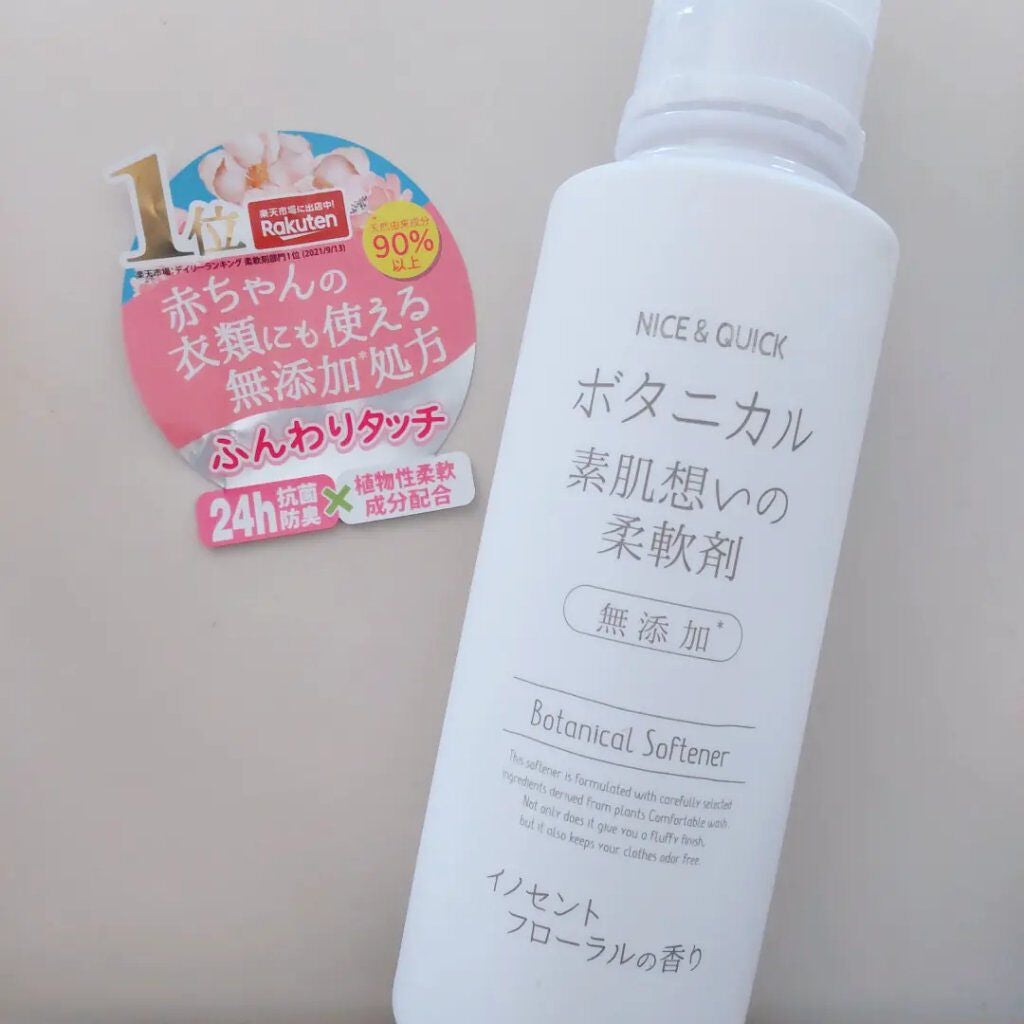 1位
楽天市場に出店中!
Rakuten
楽天市場:デイリーランキング 柔軟剤部門1位 (2021/9/13)
天然由来成分
90%
以上
赤ちゃんの
衣類にも使える
無添加*処方
ふんわりタッチ
24h
抗菌
防臭
×
植物性柔軟
成分配合
NICE & QUICK
ボタニカル
素肌想いの
柔軟剤
無添加*
Botanical Softener
This softener is formulated with carefully selected
ingredients derived from plants Comfortable wash.
Not only does it give you a fluffy finish,
but it also keeps your clothes odor free.
イノセント
フローラルの香り